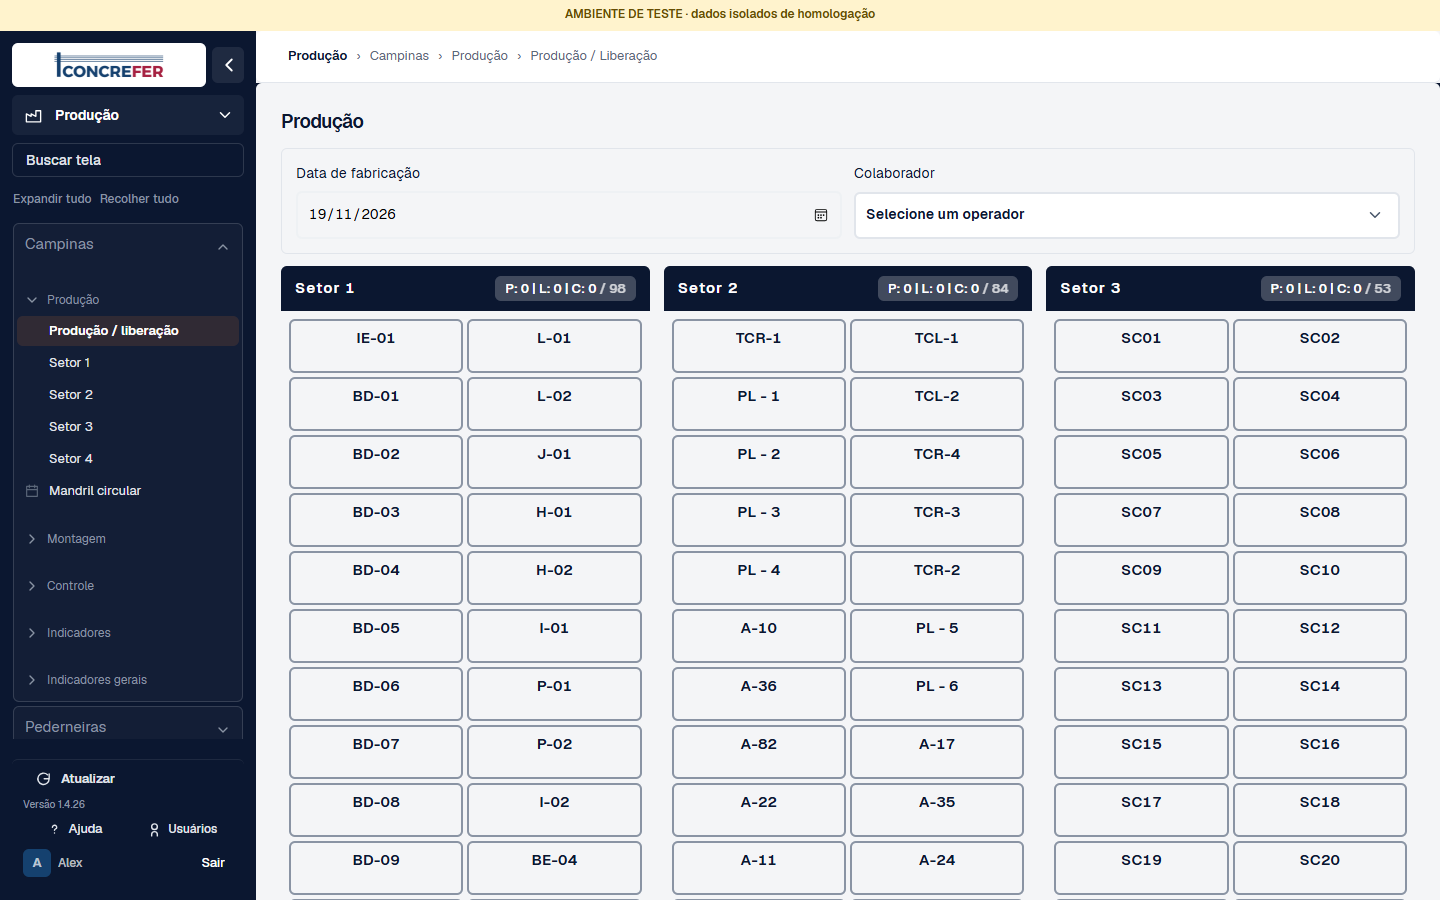 AMBIENTE DE TESTE · dados isolados de homologação
CONCREFER
Produção
Buscar tela
Expandir tudo Recolher tudo
Campinas
Produção
Produção / liberação
Setor 1
Setor 2
Setor 3
Setor 4
Mandril circular
Montagem
Controle
Indicadores
Indicadores gerais
Pederneiras
Atualizar
Versão 1.4.26
? Ajuda Usuários
A Alex Sair
Produção › Campinas › Produção › Produção / Liberação
Produção
Data de fabricação
19/11/2026
Colaborador
Selecione um operador
Setor 1 P: 0 | L: 0 | C: 0 / 98
IE-01 L-01
BD-01 L-02
BD-02 J-01
BD-03 H-01
BD-04 H-02
BD-05 I-01
BD-06 P-01
BD-07 P-02
BD-08 I-02
BD-09 BE-04
Setor 2 P: 0 | L: 0 | C: 0 / 84
TCR-1 TCL-1
PL - 1 TCL-2
PL - 2 TCR-4
PL - 3 TCR-3
PL - 4 TCR-2
A-10 PL - 5
A-36 PL - 6
A-82 A-17
A-22 A-35
A-11 A-24
Setor 3 P: 0 | L: 0 | C: 0 / 53
SC01 SC02
SC03 SC04
SC05 SC06
SC07 SC08
SC09 SC10
SC11 SC12
SC13 SC14
SC15 SC16
SC17 SC18
SC19 SC20